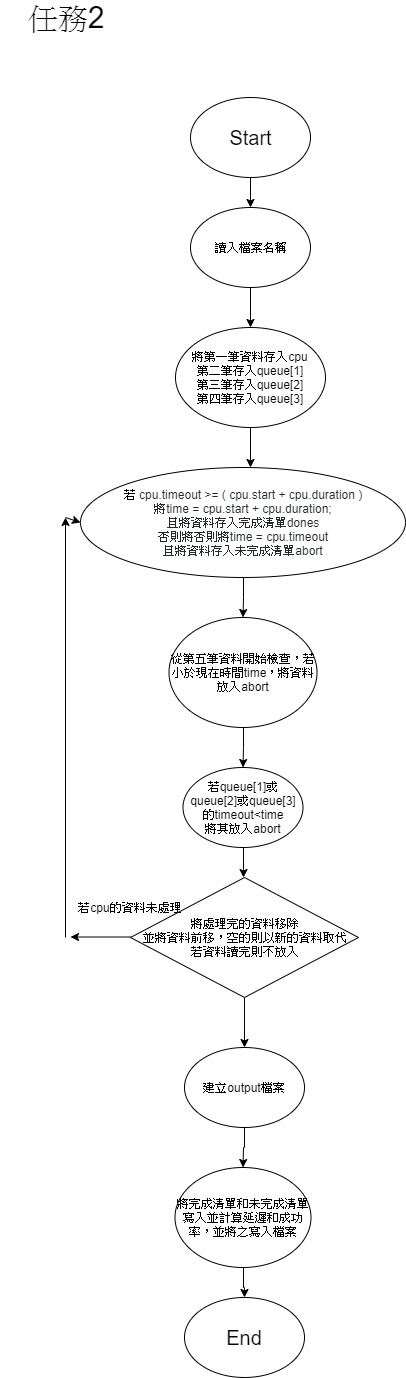 任務2
Start
讀入檔案名稱
將第一筆資料存入cpu
第二筆存入queue[1]
第三筆存入queue[2]
第四筆存入queue[3]
若 cpu.timeout >= ( cpu.start + cpu.duration )
將time = cpu.start + cpu.duration;
且將資料存入完成清單dones
否則將否則將time = cpu.timeout
且將資料存入未完成清單abort
從第五筆資料開始檢查，若
小於現在時間time，將資料
放入abort
若queue[1]或
queue[2]或queue[3]
的timeout<time
將其放入abort
若cpu的資料未處理
將處理完的資料移除
並將資料前移，空的則以新的資料取代
若資料讀完則不放入
建立output檔案
將完成清單和未完成清單
寫入並計算延遲和成功
率，並將之寫入檔案
End